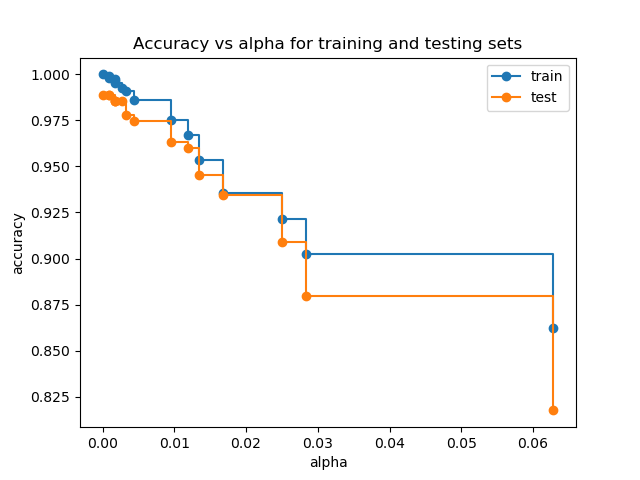 Accuracy vs alpha for training and testing sets
train
test
1.000
0.975
0.950
0.925
0.900
0.875
0.850
0.825
accuracy
0.00 0.01 0.02 0.03 0.04 0.05 0.06
alpha